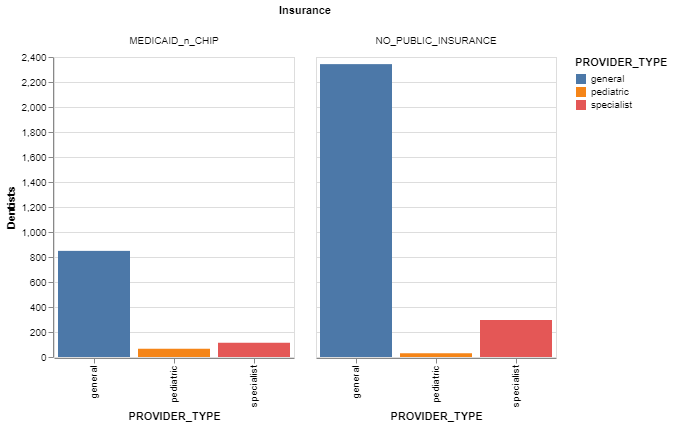 Insurance
MEDICAID_n_CHIP
NO_PUBLIC_INSURANCE
PROVIDER_TYPE
general
pediatric
specialist
Dentists
2,400
2,200
2,000
1,800
1,600
1,400
1,200
1,000
800
600
400
200
0
general
pediatric
specialist
general
pediatric
specialist
PROVIDER_TYPE
PROVIDER_TYPE